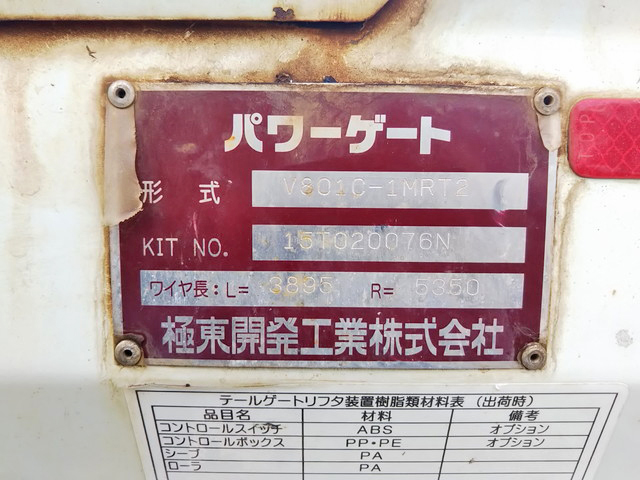 パワーゲート
形式 V601C-1MRT2
KIT NO. 15T020076N
ワイヤ長:L= 3895 R= 5350
極東開発工業株式会社
テールゲートリフタ装置樹脂類材料表 (出荷時)
品目名 材料 備考
コントロールスイッチ ABS オプション
コントロールボックス PP・PE オプション
シーブ PA
ローラ PA
TOP